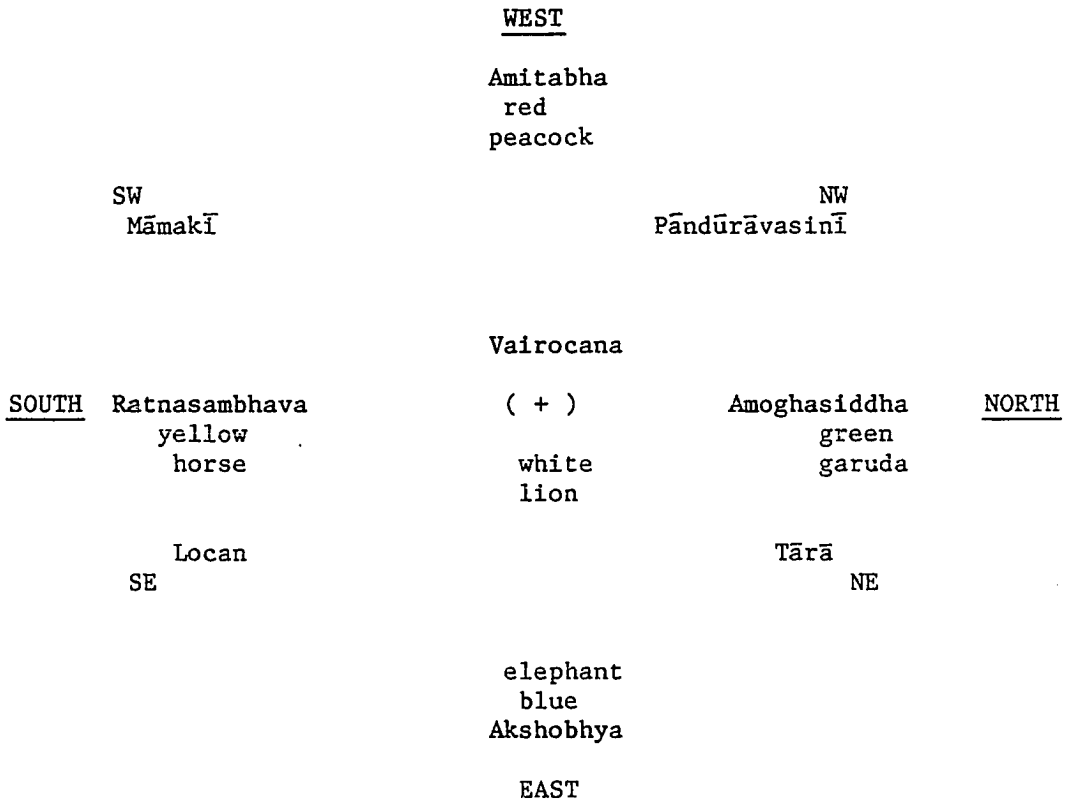 WEST
Amitabha
red
peacock
SW NW
Māmakī Pāndūrāvasinī
Vairocana
SOUTH Ratnasambhava ( + ) Amoghasiddha NORTH
yellow green
horse white garuda
lion
Locan Tārā
SE NE
elephant
blue
Akshobhya
EAST